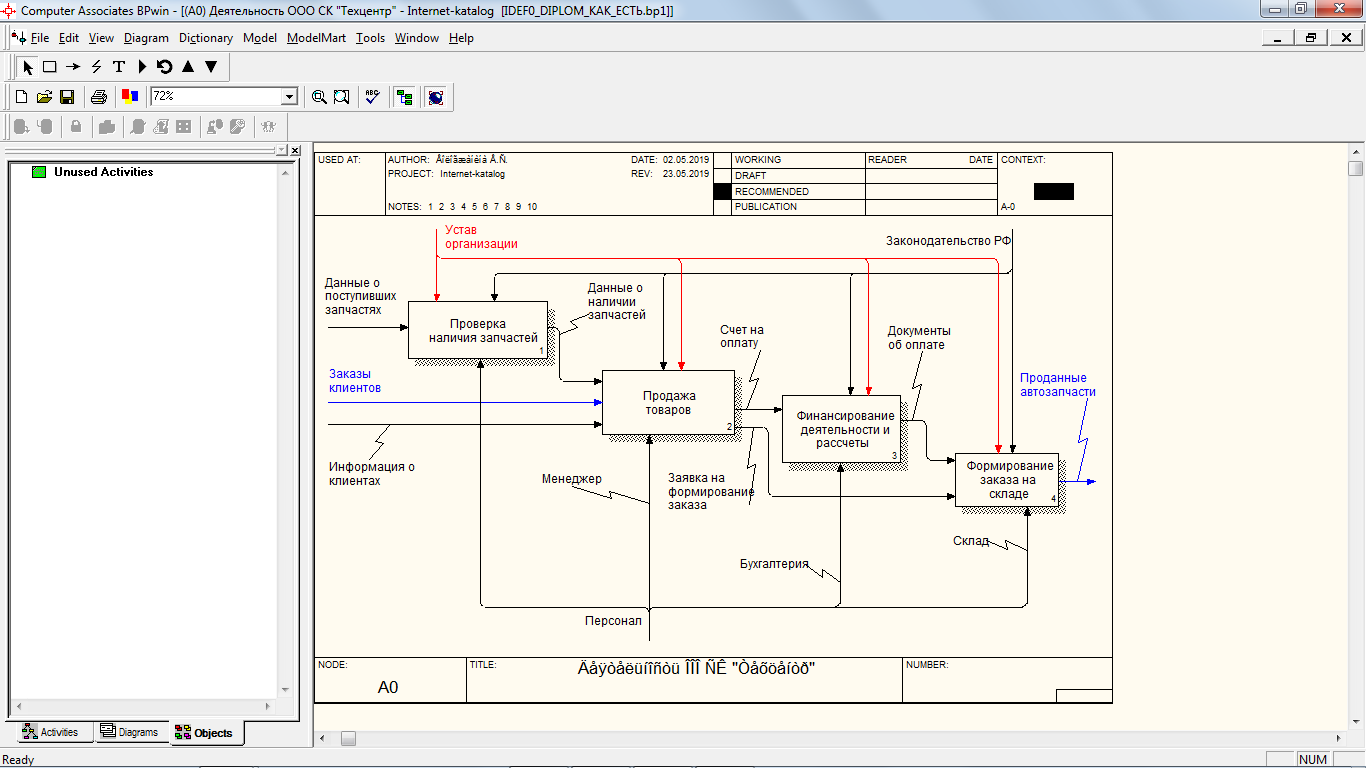 Computer Associates BPwin - [(A0) Деятельность ООО СК "Техцентр" - Internet-katalog [IDEF0_DIPLOM_КАК_ЕСТЬ.bp1]]
File Edit View Diagram Dictionary Model ModelMart Tools Window Help
T
72%
ABC
Unused Activities
USED AT:
AUTHOR:
DATE: 02.05.2019
PROJECT: Internet-katalog
REV: 23.05.2019
NOTES: 1 2 3 4 5 6 7 8 9 10
WORKING
DRAFT
RECOMMENDED
PUBLICATION
READER DATE
CONTEXT:
A-0
Устав
организации
Законодательство РФ
Данные о
поступивших
запчастях
Проверка
наличия запчастей
1
Данные о
наличии
запчастей
Счет на
оплату
Документы
об оплате
Заказы
клиентов
Продажа
товаров
2
Финансирование
деятельности и
рассчеты
3
Проданные
автозапчасти
Информация о
клиентах
Менеджер
Заявка на
формирование
заказа
Формирование
заказа на
складе
4
Склад
Бухгалтерия
Персонал
NODE:
A0
TITLE:
Äåÿòåëüíîñòü ÎÎÎ ÑÊ "Òåõöåíòð"
NUMBER:
Activities Diagrams Objects
Ready
NUM